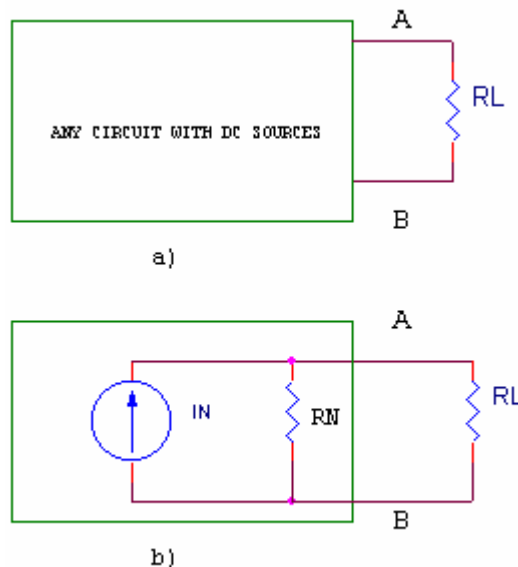 A
RL
ANY CIRCUIT WITH DC SOURCES
B
a)
A
IN
RN
RL
B
b)